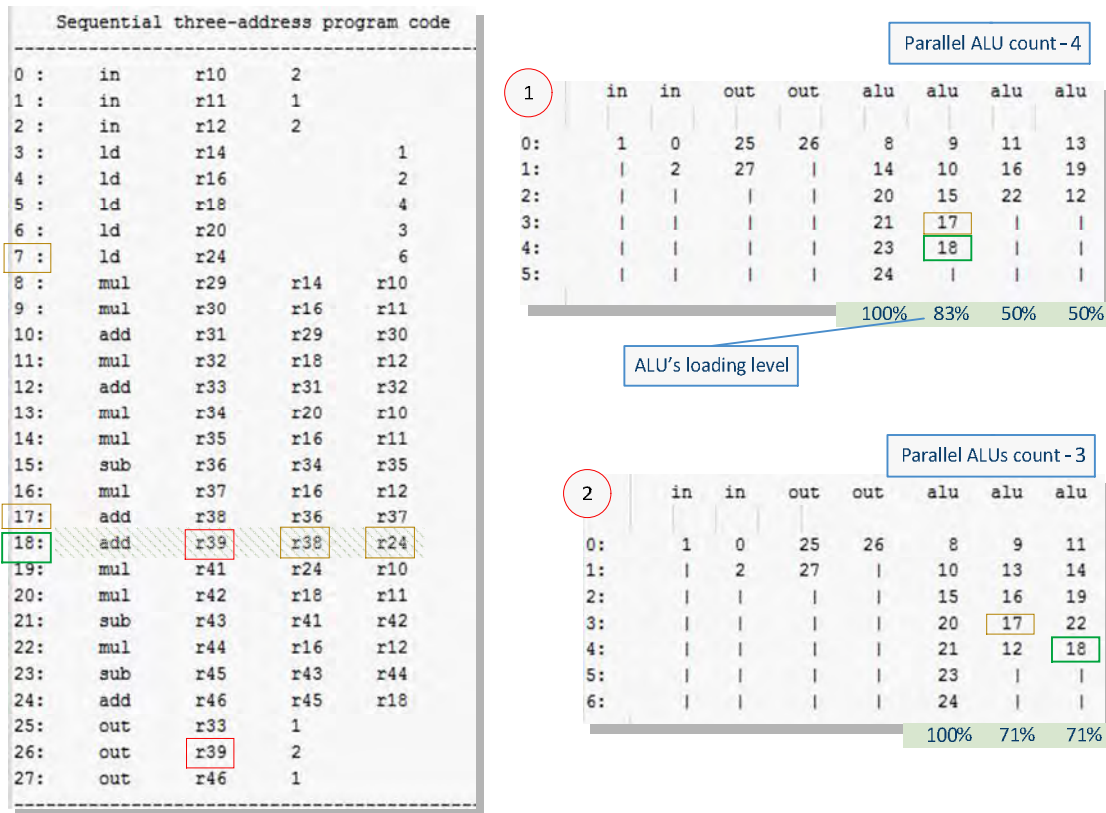 Sequential three-address program code
0 : in r10 2
1 : in r11 1
2 : in r12 2
3 : ld r14 1
4 : ld r16 2
5 : ld r18 4
6 : ld r20 3
7 : ld r24 6
8 : mul r29 r14 r10
9 : mul r30 r16 r11
10: add r31 r29 r30
11: mul r32 r18 r12
12: add r33 r31 r32
13: mul r34 r20 r10
14: mul r35 r16 r11
15: sub r36 r34 r35
16: mul r37 r16 r12
17: add r38 r36 r37
18: add r39 r38 r24
19: mul r41 r24 r10
20: mul r42 r18 r11
21: sub r43 r41 r42
22: mul r44 r16 r12
23: sub r45 r43 r44
24: add r46 r45 r18
25: out r33 1
26: out r39 2
27: out r46 1
Parallel ALU count - 4
1
in in out out alu alu alu alu
0: 1 0 25 26 8 9 11 13
1: | 2 27 | 14 10 16 19
2: | | | | 20 15 22 12
3: | | | | 21 17 | |
4: | | | | 23 18 | |
5: | | | | 24 | | |
100% 83% 50% 50%
ALU's loading level
Parallel ALUs count - 3
2
in in out out alu alu alu
0: 1 0 25 26 8 9 11
1: | 2 27 | 10 13 14
2: | | | | 15 16 19
3: | | | | 20 17 22
4: | | | | 21 12 18
5: | | | | 23 | |
6: | | | | 24 | |
100% 71% 71%